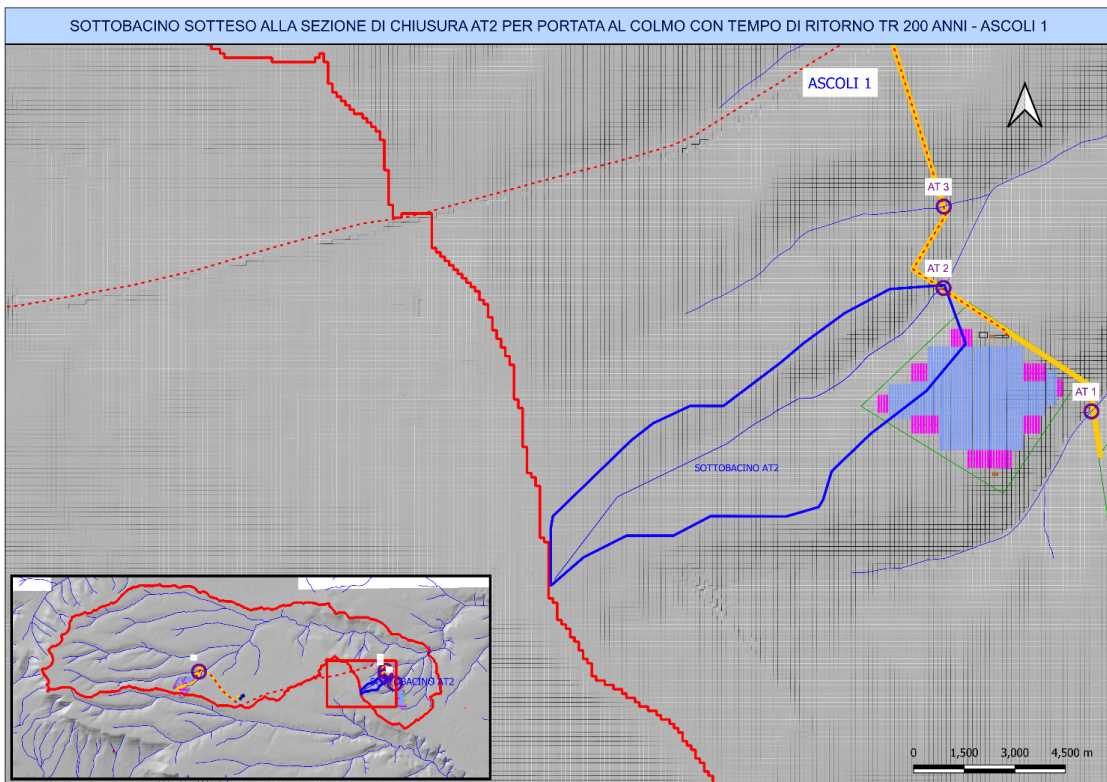 SOTTOBACINO SOTTESO ALLA SEZIONE DI CHIUSURA AT2 PER PORTATA AL COLMO CON TEMPO DI RITORNO TR 200 ANNI - ASCOLI 1
ASCOLI 1
AT 3
AT 2
AT 1
SOTTOBACINO AT2
SOTTOBACINO AT2
0 1,500 3,000 4,500 m